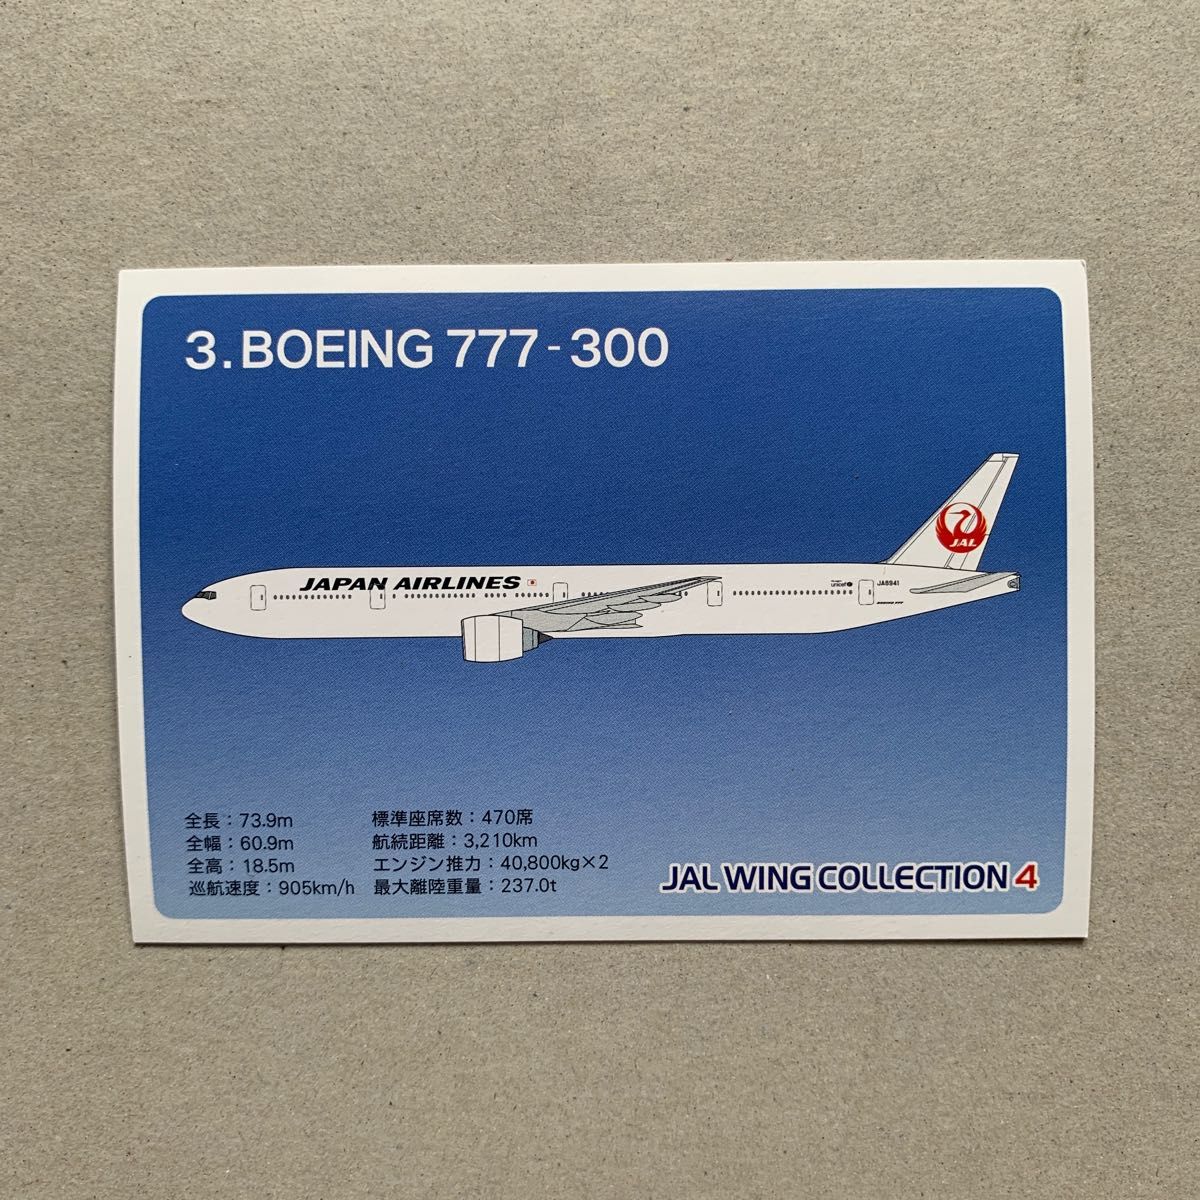 3.BOEING 777-300
JAL
JAPAN AIRLINES
unicef
JA8941
BOEING 777
全長：73.9m
全幅：60.9m
全高：18.5m
巡航速度：905km/h
標準座席数：470席
航続距離：3,210km
エンジン推力：40,800kg×2
最大離陸重量：237.0t
JAL WING COLLECTION 4